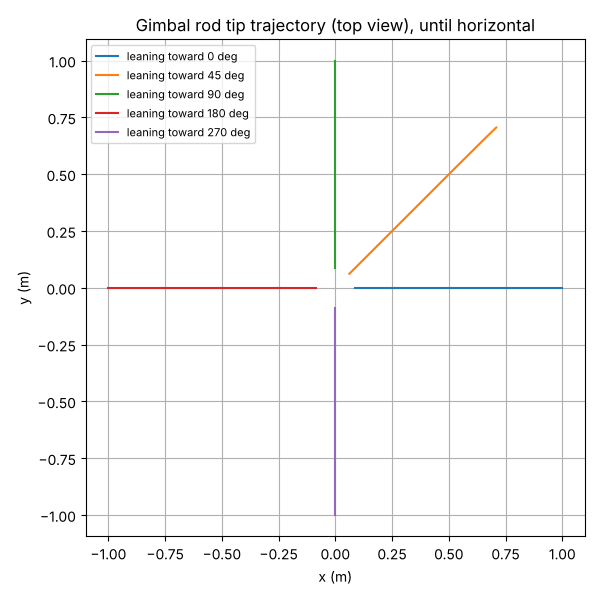 Gimbal rod tip trajectory (top view), until horizontal
leaning toward 0 deg
leaning toward 45 deg
leaning toward 90 deg
leaning toward 180 deg
leaning toward 270 deg
1.00
0.75
0.50
0.25
0.00
−0.25
−0.50
−0.75
−1.00
y (m)
−1.00 −0.75 −0.50 −0.25 0.00 0.25 0.50 0.75 1.00
x (m)